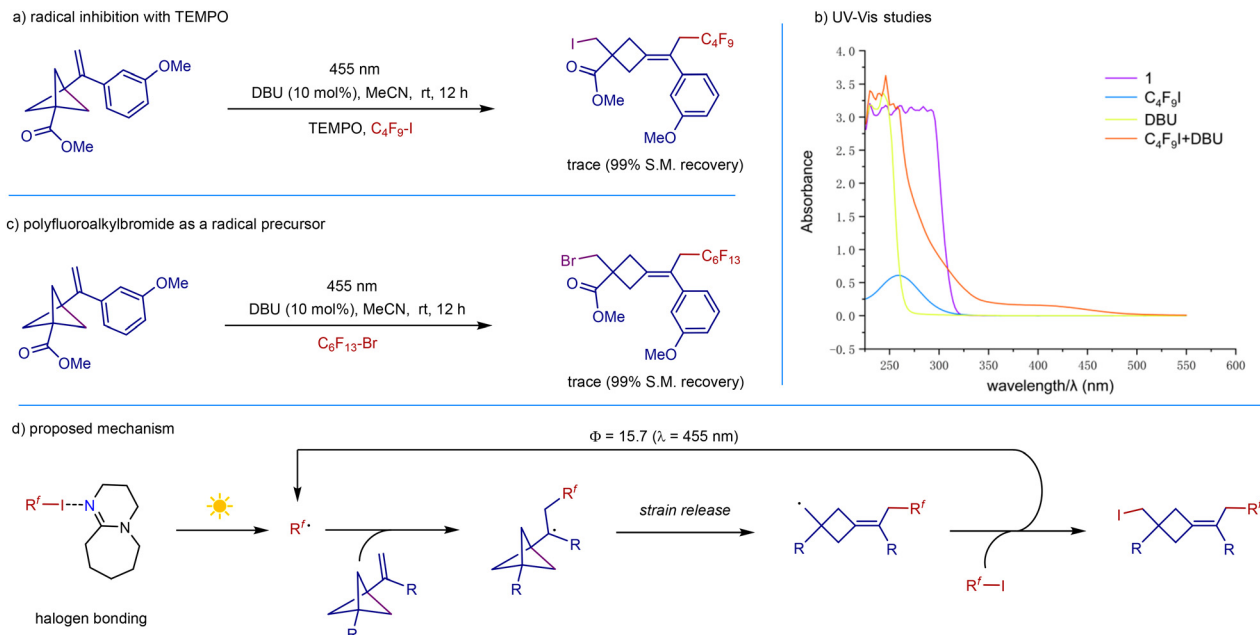 a) radical inhibition with TEMPO
OMe
O
OMe
455 nm
DBU (10 mol%), MeCN, rt, 12 h
TEMPO, C₄F₉-I
I
C₄F₉
O
OMe
MeO
trace (99% S.M. recovery)
b) UV-Vis studies
4.0
3.5
3.0
2.5
2.0
1.5
1.0
0.5
0.0
-0.5
Absorbance
1
C₄F₉I
DBU
C₄F₉I+DBU
250
300
350
400
450
500
550
600
wavelength/λ (nm)
c) polyfluoroalkylbromide as a radical precursor
OMe
O
OMe
455 nm
DBU (10 mol%), MeCN, rt, 12 h
C₆F₁₃-Br
Br
C₆F₁₃
O
OMe
MeO
trace (99% S.M. recovery)
d) proposed mechanism
Φ = 15.7 (λ = 455 nm)
Rᶠ
I
N
N
halogen bonding
Rᶠ·
R
R
Rᶠ
R
R
strain release
Rᶠ
R
R
Rᶠ–I
I
Rᶠ
R
R